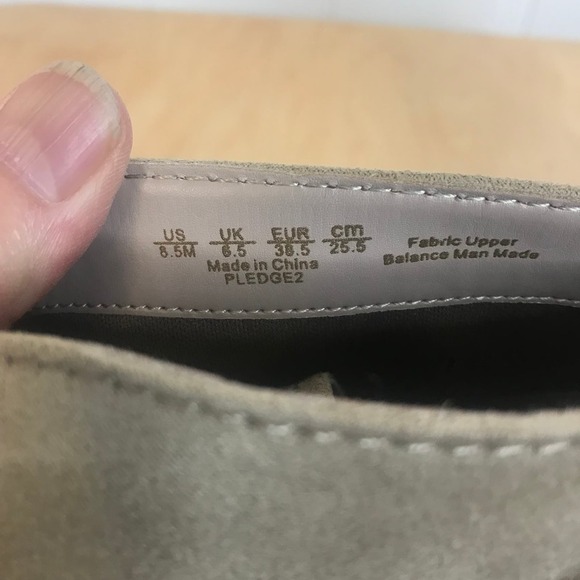 US UK EUR cm
8.5M 6.5 38.5 25.5
Made in China
PLEDGE2
Fabric Upper
Balance Man Made